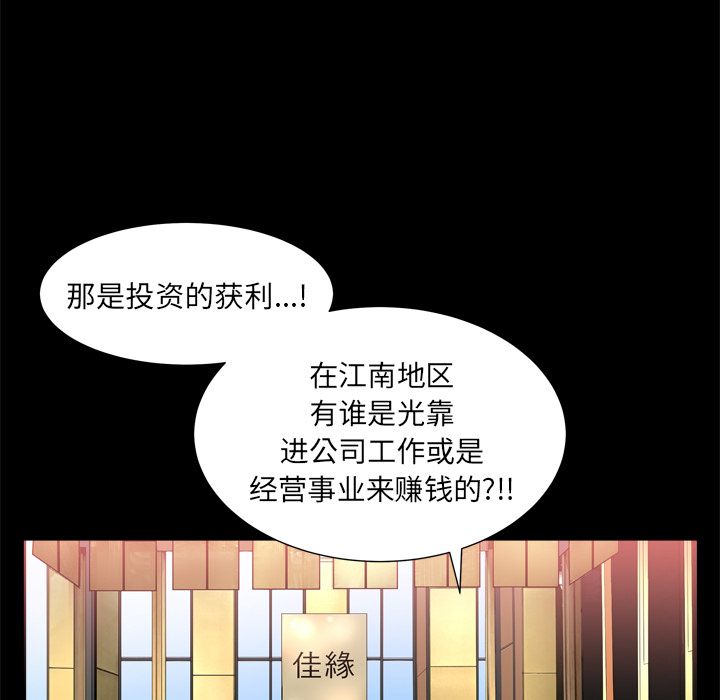 那是投资的获利...!
在江南地区
有谁是光靠
进公司工作或是
经营事业来赚钱的?!!
佳緣